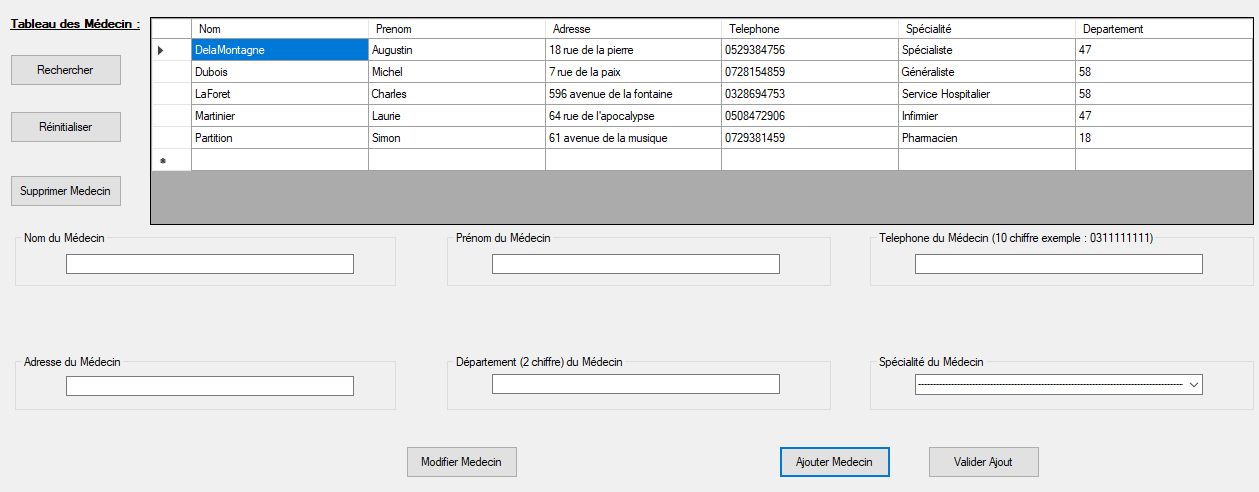 Tableau des Médecin :
Nom Prenom Adresse Telephone Spécialité Departement
DelaMontagne Augustin 18 rue de la pierre 0529384756 Spécialiste 47
Rechercher
Dubois Michel 7 rue de la paix 0728154859 Généraliste 58
LaForet Charles 596 avenue de la fontaine 0328694753 Service Hospitalier 58
Martinier Laurie 64 rue de l'apocalypse 0508472906 Infirmier 47
Réinitialiser
Partition Simon 61 avenue de la musique 0729381459 Pharmacien 18
Supprimer Medecin
Nom du Médecin
Prénom du Médecin
Telephone du Médecin (10 chiffre exemple : 0311111111)
Adresse du Médecin
Département (2 chiffre) du Médecin
Spécialité du Médecin
Modifier Medecin
Ajouter Medecin
Valider Ajout